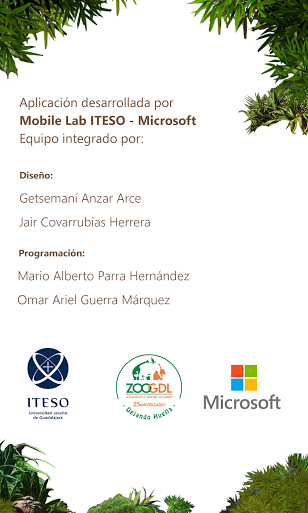 Aplicación desarrollada por
Mobile Lab ITESO - Microsoft
Equipo integrado por:
Diseño:
Getsemaní Anzar Arce
Jair Covarrubias Herrera
Programación:
Mario Alberto Parra Hernández
Omar Ariel Guerra Márquez
ITESO
Universidad Jesuita
de Guadalajara
ZOOGDL
25 ANIVERSARIO
- Dejando Huella -
Microsoft